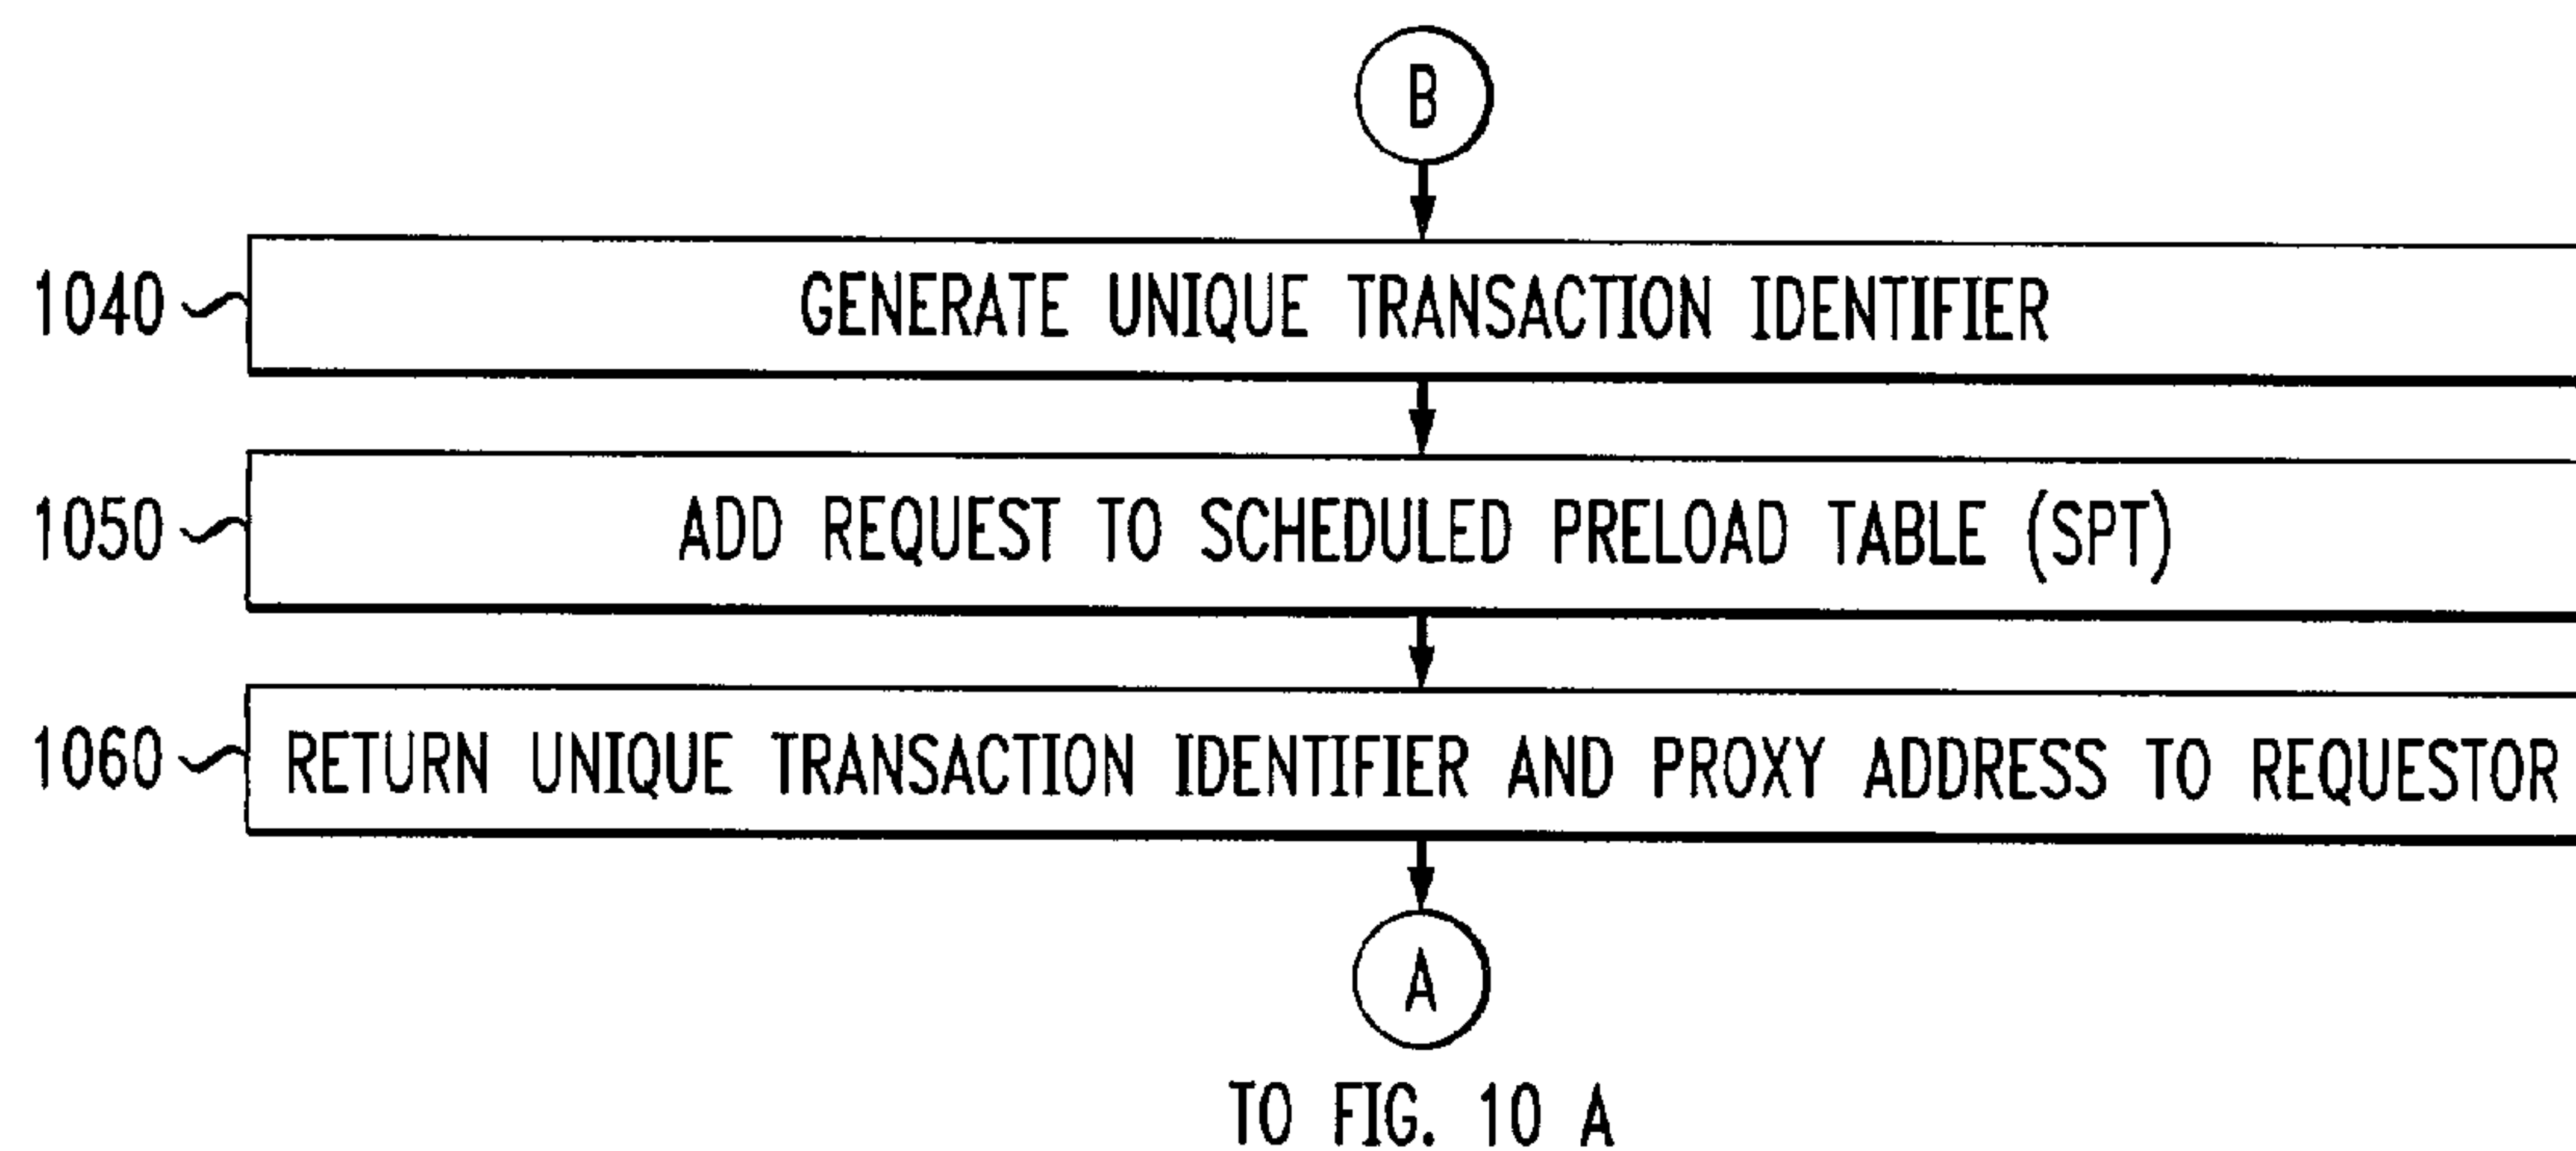 B
1040 GENERATE UNIQUE TRANSACTION IDENTIFIER
1050 ADD REQUEST TO SCHEDULED PRELOAD TABLE (SPT)
1060 RETURN UNIQUE TRANSACTION IDENTIFIER AND PROXY ADDRESS TO REQUESTOR
A
TO FIG. 10 A